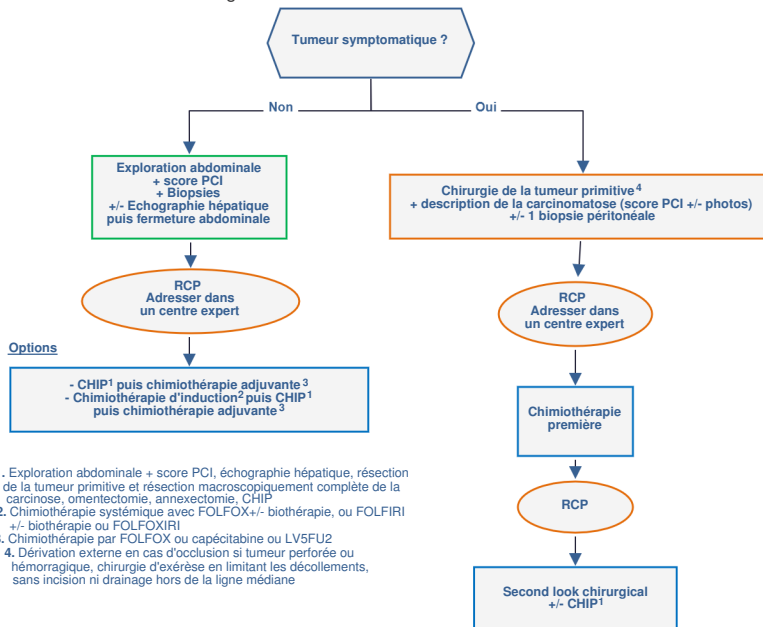 Tumeur symptomatique ?
Non
Oui
Exploration abdominale
+ score PCI
+ Biopsies
+/- Echographie hépatique
puis fermeture abdominale
Chirurgie de la tumeur primitive⁴
+ description de la carcinomatose (score PCI +/- photos)
+/- 1 biopsie péritonéale
RCP
Adresser dans
un centre expert
RCP
Adresser dans
un centre expert
Options
- CHIP¹ puis chimiothérapie adjuvante³
- Chimiothérapie d'induction² puis CHIP¹
puis chimiothérapie adjuvante³
Chimiothérapie
première
RCP
Second look chirurgical
+/- CHIP¹
. Exploration abdominale + score PCI, échographie hépatique, résection
de la tumeur primitive et résection macroscopiquement complète de la
carcinose, omentectomie, annexectomie, CHIP
2. Chimiothérapie systémique avec FOLFOX+/- biothérapie, ou FOLFIRI
+/- biothérapie ou FOLFOXIRI
3. Chimiothérapie par FOLFOX ou capécitabine ou LV5FU2
4. Dérivation externe en cas d'occlusion si tumeur perforée ou
hémorragique, chirurgie d'exérèse en limitant les décollements,
sans incision ni drainage hors de la ligne médiane